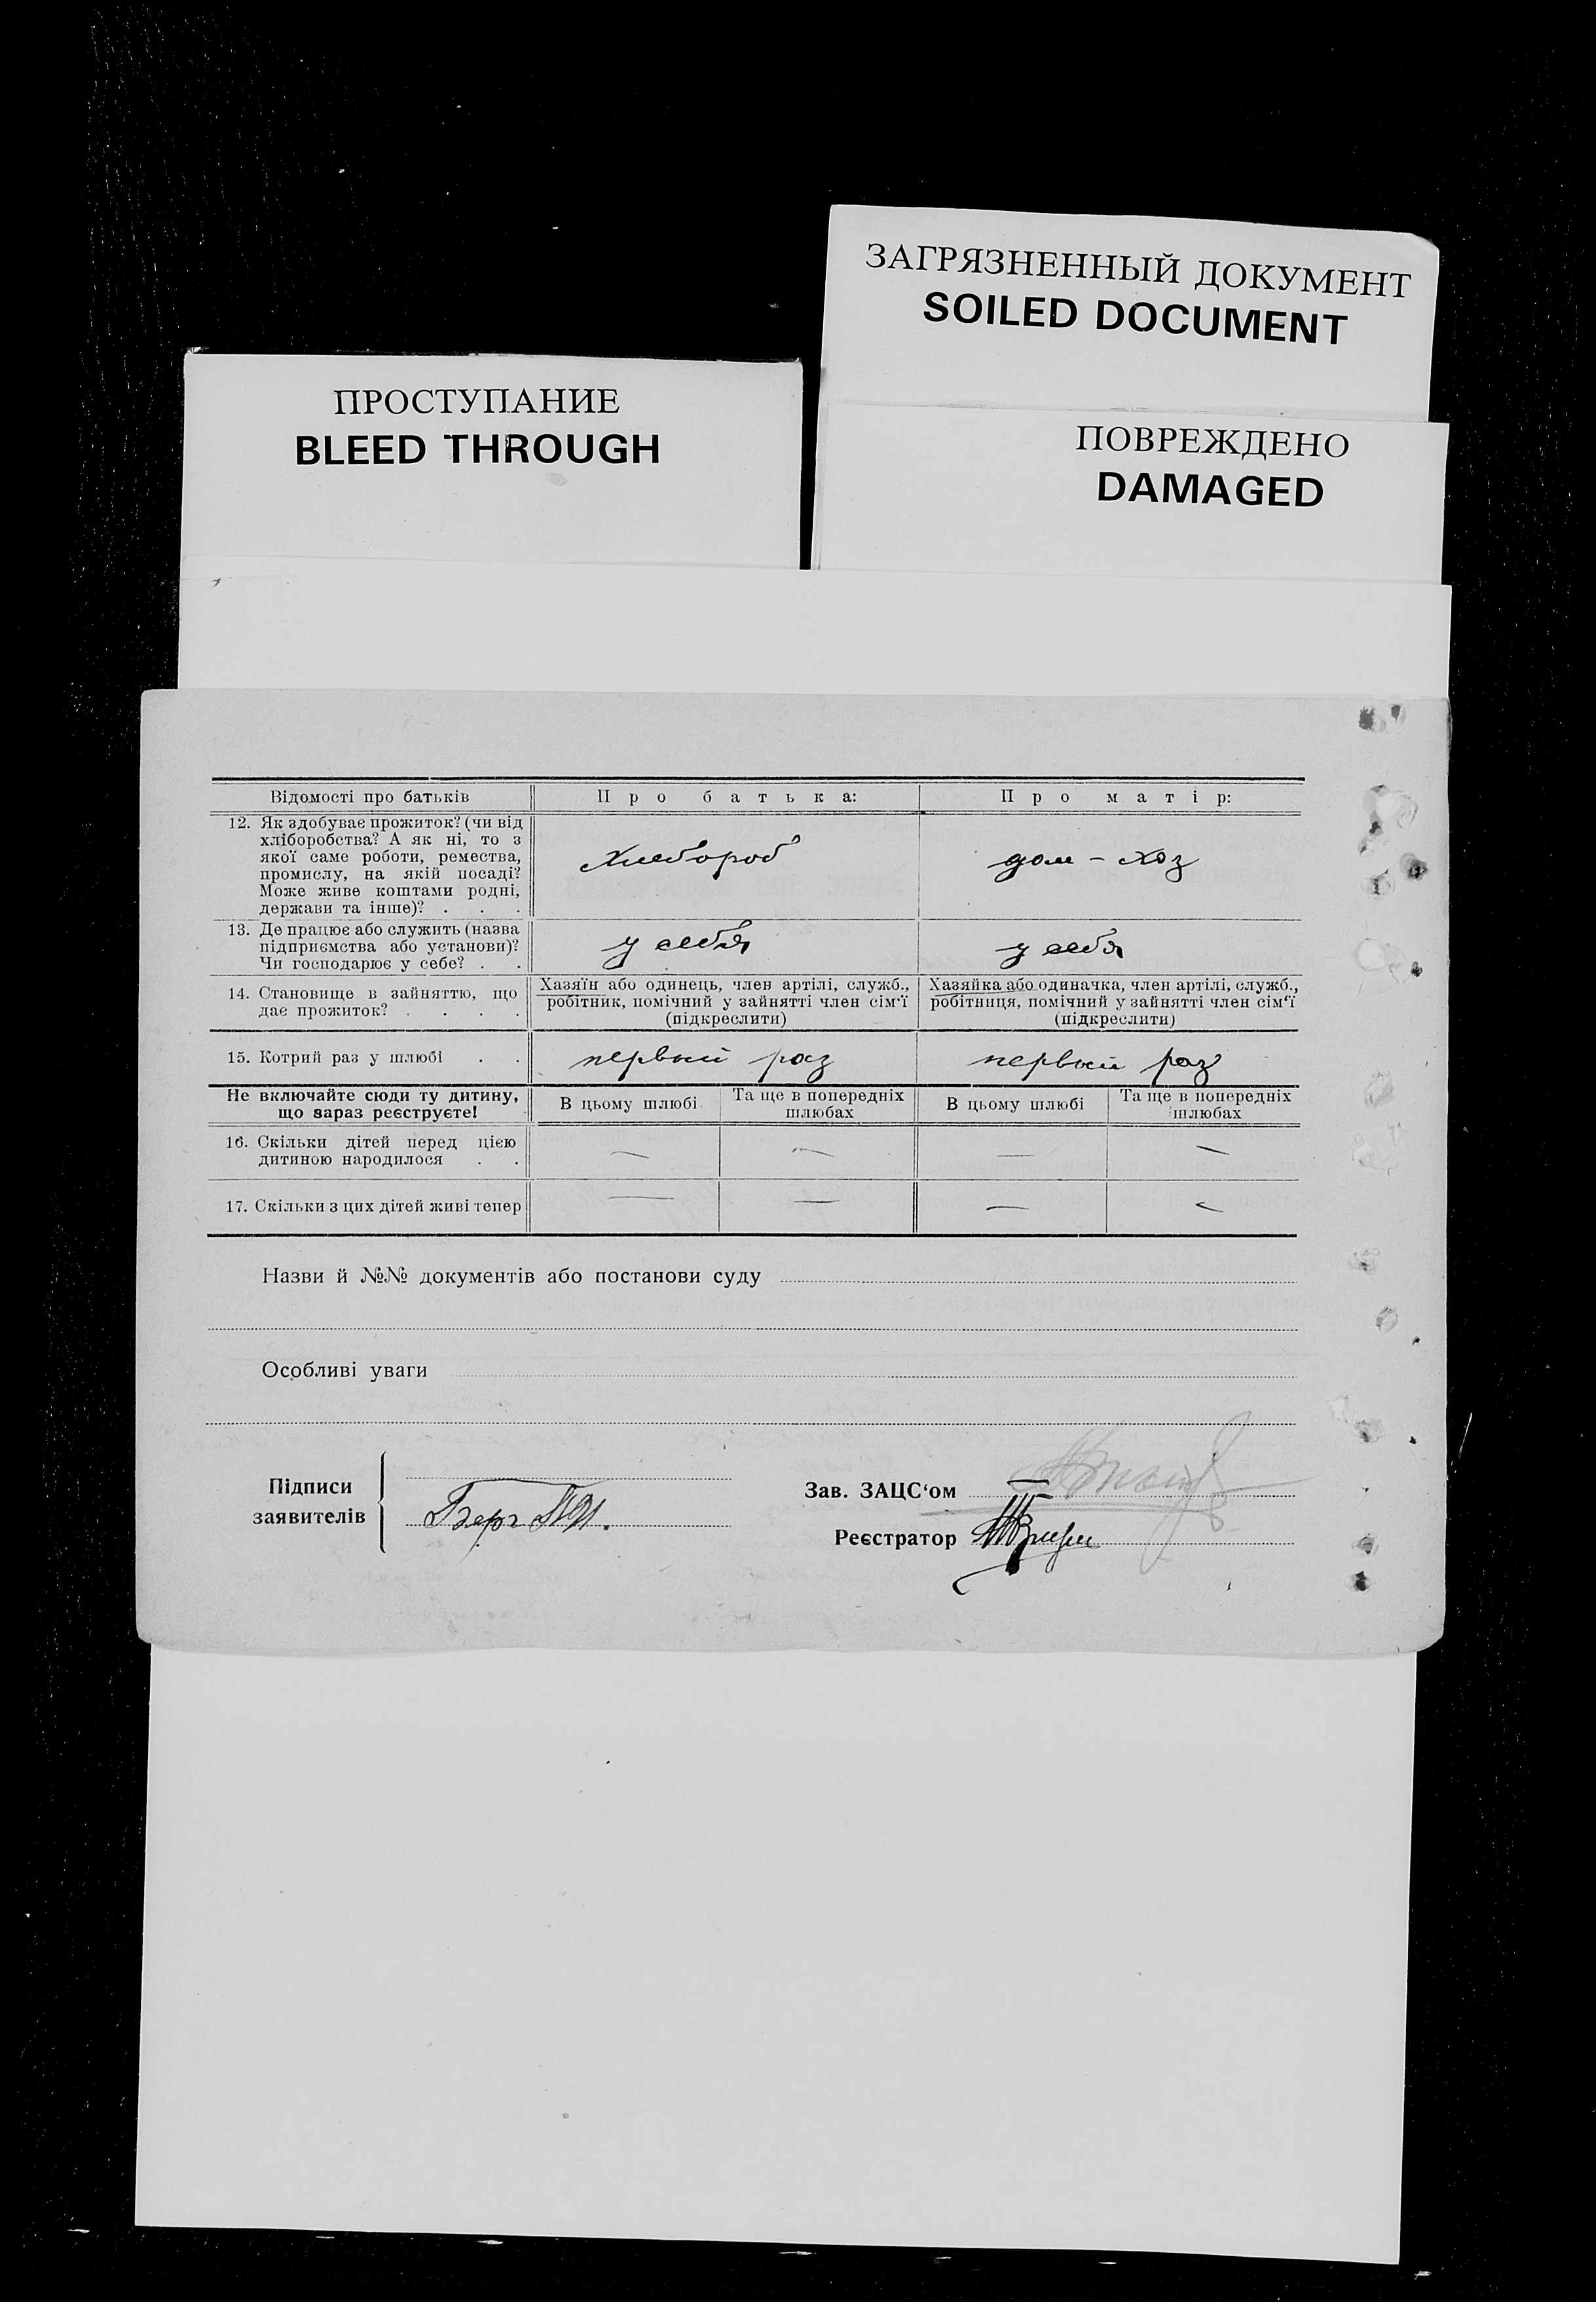 ЗАГРЯЗНЕННЫЙ ДОКУМЕНТ
SOILED DOCUMENT
ПРОСТУПАНИЕ
BLEED THROUGH
ПОВРЕЖДЕНО
DAMAGED
Відомості про батьків
Про батька:
Про матір:
12. Як здобуває прожиток? (чи від
хліборобства? А як ні, то з
якої саме роботи, ремества,
промислу, на якій посаді?
Може живе коштами родні,
держави та інше)? . . .
Хлебороб
дом – хоз
13. Де працює або служить (назва
підприємства або установи)?
Чи господарює у себе? . .
у себя
у себя
14. Становище в зайняттю, що
дає прожиток? . . . .
Хазяїн або одинець, член артілі, служб.,
робітник, помічний у зайнятті член сім'ї
(підкреслити)
Хазяйка або одиначка, член артілі, служб.,
робітниця, помічний у зайнятті член сім'ї
(підкреслити)
15. Котрий раз у шлюбі . .
первый раз
первый раз
Не включайте сюди ту дитину,
що зараз реєструєте!
В цьому шлюбі
Та ще в попередніх
шлюбах
В цьому шлюбі
Та ще в попередніх
шлюбах
16. Скільки дітей перед цією
дитиною народилося . .
— — — —
17. Скільки з цих дітей живі тепер
— — — —
Назви й №№ документів або постанови суду
Особливі уваги
Підписи
заявителів
Берг
Зав. ЗАЦС'ом
Реєстратор